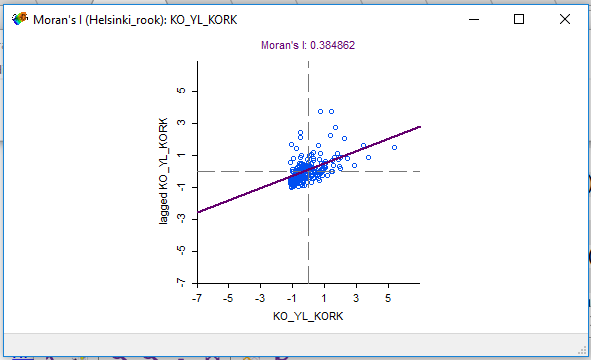 Moran's I (Helsinki_rook): KO_YL_KORK
Moran's I: 0.384862
lagged KO_YL_KORK
5
3
1
-1
-3
-5
-7
-7 -5 -3 -1 1 3 5
KO_YL_KORK